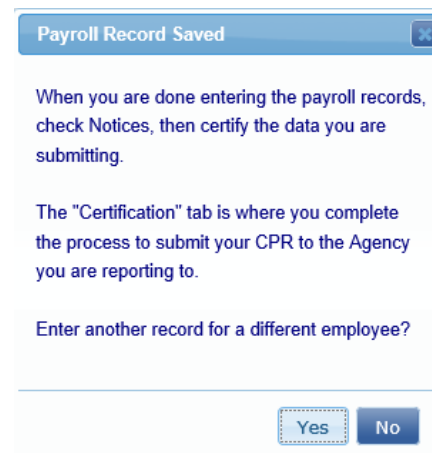 Payroll Record Saved
When you are done entering the payroll records,
check Notices, then certify the data you are
submitting.
The "Certification" tab is where you complete
the process to submit your CPR to the Agency
you are reporting to.
Enter another record for a different employee?
Yes No